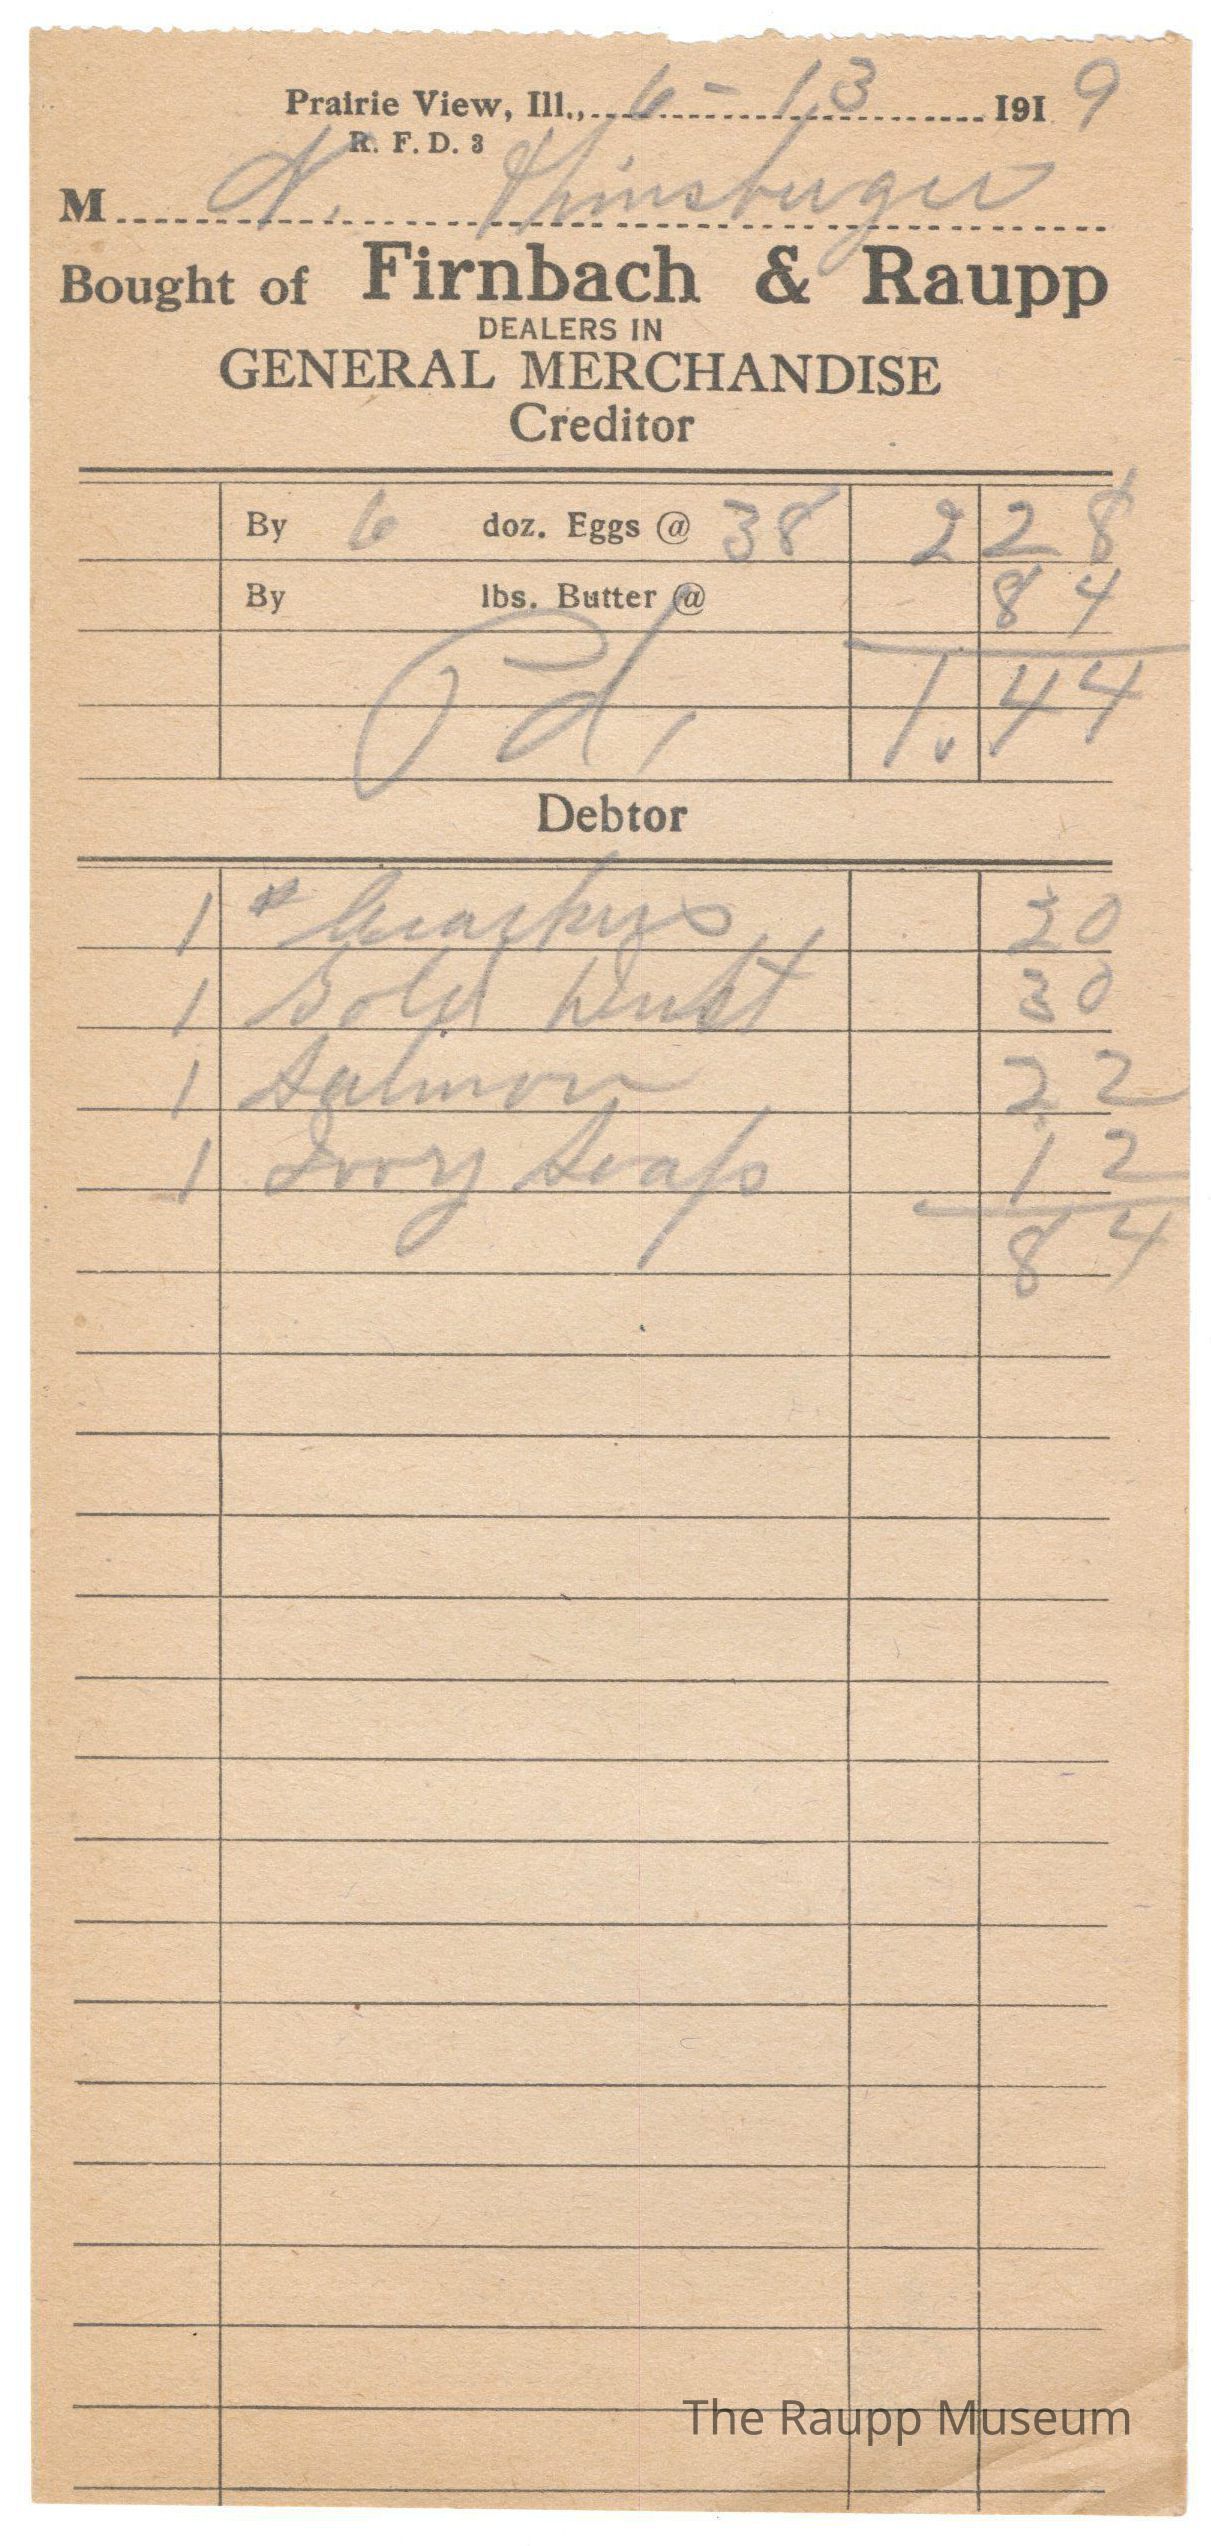 Prairie View, Ill., 6-13 1919
R. F. D. 3
M N.
Bought of Firnbach & Raupp
DEALERS IN
GENERAL MERCHANDISE
Creditor
By 6 doz. Eggs @ 38 2 28
By lbs. Butter @ 84
Pd, 1.44
Debtor
1 # Crackers 20
1 Gold Dust 30
1 Salmon 22
1 Ivory Soap 12
84
The Raupp Museum